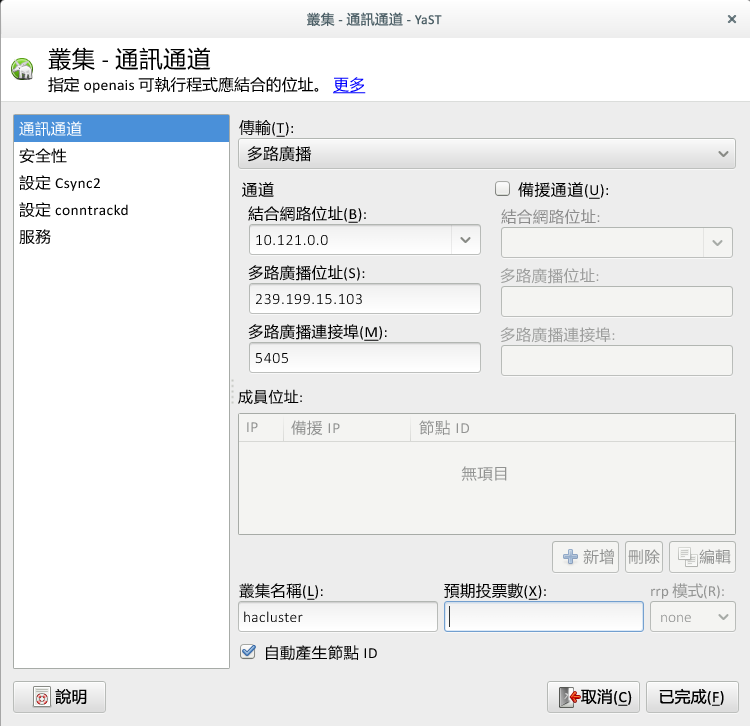 叢集 - 通訊通道 - YaST
叢集 - 通訊通道
指定 openais 可執行程式應結合的位址。 更多
通訊通道
安全性
設定 Csync2
設定 conntrackd
服務
傳輸(T):
多路廣播
通道
結合網路位址(B):
10.121.0.0
多路廣播位址(S):
239.199.15.103
多路廣播連接埠(M):
5405
備援通道(U):
結合網路位址:
多路廣播位址:
多路廣播連接埠:
成員位址:
IP 備援 IP 節點 ID
無項目
新增 刪除 編輯
叢集名稱(L): 預期投票數(X): rrp 模式(R):
hacluster none
自動產生節點 ID
說明 取消(C) 已完成(F)